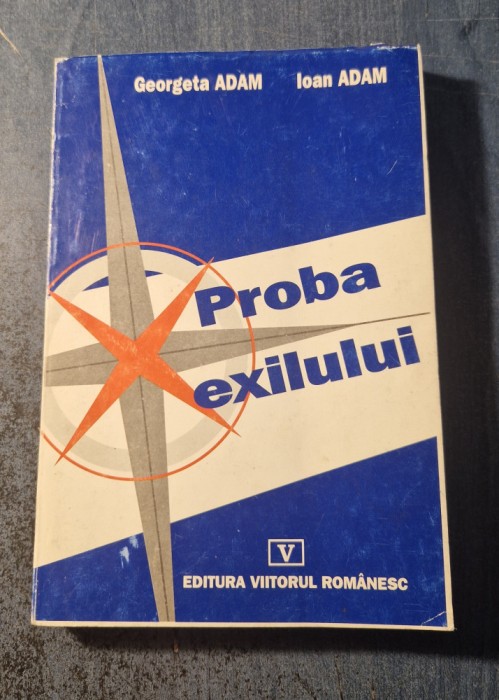 Georgeta ADAM Ioan ADAM
Proba
exilului
V
EDITURA VIITORUL ROMÂNESC